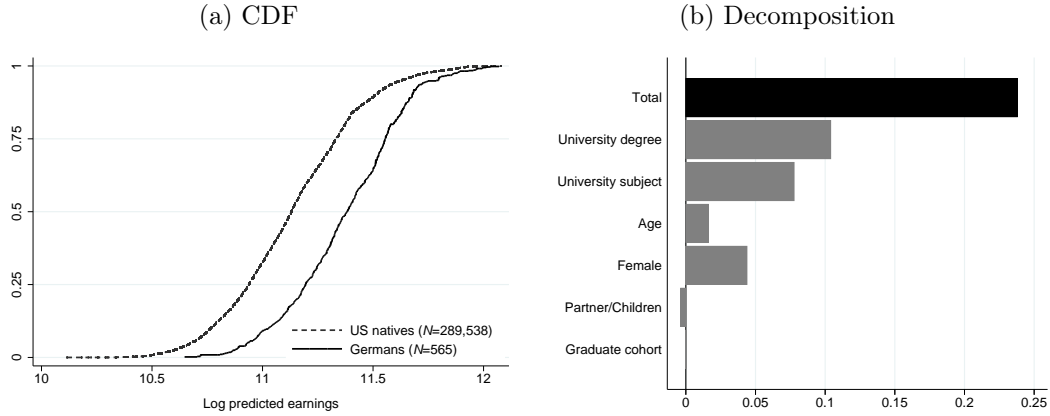 (a) CDF
1
0.75
0.5
0.25
0
US natives (N=289,538)
Germans (N=565)
10
10.5
11
11.5
12
Log predicted earnings
(b) Decomposition
Total
University degree
University subject
Age
Female
Partner/Children
Graduate cohort
0
0.05
0.1
0.15
0.2
0.25